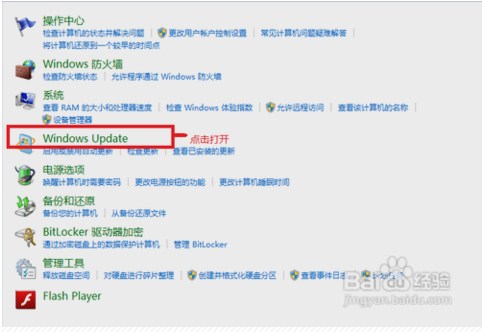 操作中心
检查计算机的状态并解决问题 更改用户帐户控制设置 常见计算机问题疑难解答
将计算机还原到一个较早的时间点
Windows 防火墙
检查防火墙状态 允许程序通过 Windows 防火墙
系统
查看 RAM 的大小和处理器速度 检查 Windows 体验指数 允许远程访问 查看该计算机的名称
设备管理器
Windows Update 点击打开
启用或禁用自动更新 检查更新 查看已安装的更新
电源选项
唤醒计算机时需要密码 更改电源按钮的功能 更改计算机睡眠时间
备份和还原
备份您的计算机 从备份还原文件
BitLocker 驱动器加密
通过加密磁盘上的数据保护计算机 管理 BitLocker
管理工具
释放磁盘空间 对硬盘进行碎片整理 创建并格式化硬盘分区 查看事件日志
Flash Player
Baidu 经验
jingyan.baidu.com